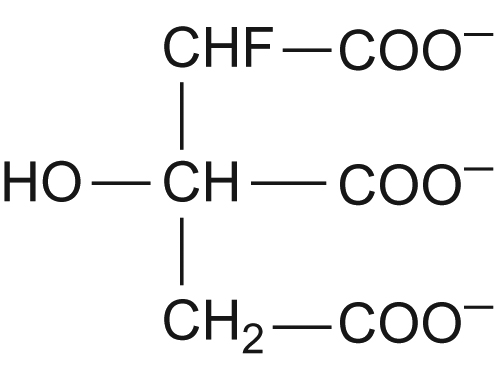 CHF — COO⁻
HO — CH — COO⁻
CH₂ — COO⁻